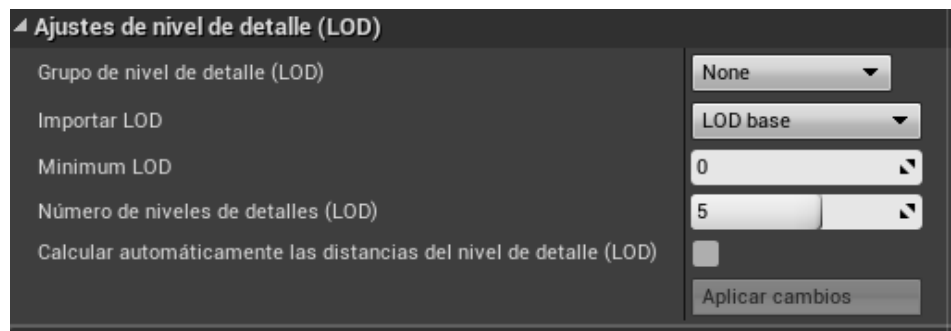 Ajustes de nivel de detalle (LOD)
Grupo de nivel de detalle (LOD) None
Importar LOD LOD base
Minimum LOD 0
Número de niveles de detalles (LOD) 5
Calcular automáticamente las distancias del nivel de detalle (LOD)
Aplicar cambios